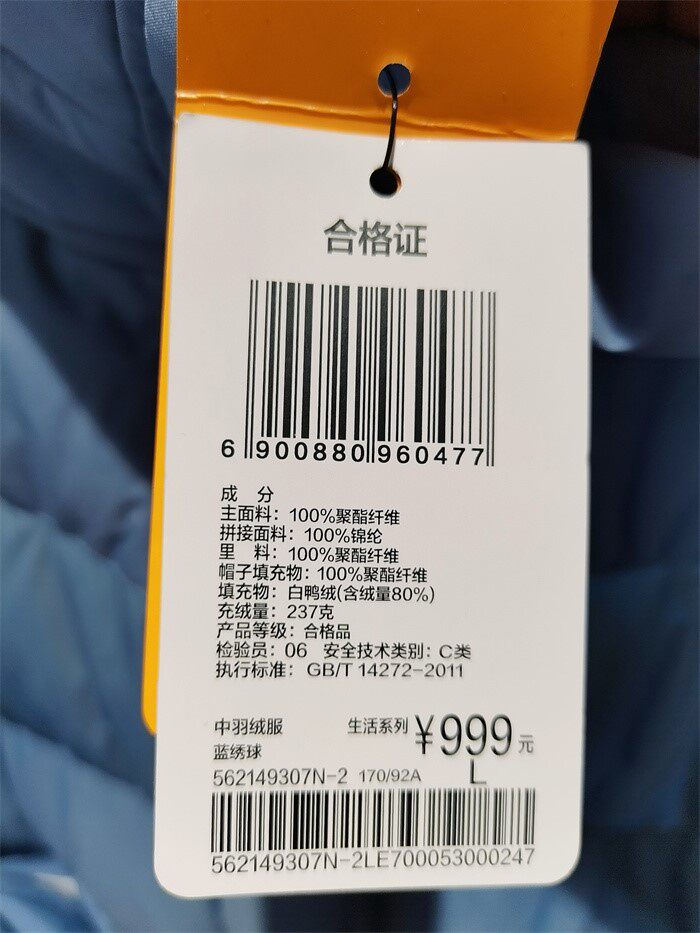 合格证
6 900880 960477
成 分
主面料：100%聚酯纤维
拼接面料：100%锦纶
里 料：100%聚酯纤维
帽子填充物：100%聚酯纤维
填充物：白鸭绒(含绒量80%)
充绒量：237克
产品等级：合格品
检验员：06 安全技术类别：C类
执行标准：GB/T 14272-2011
中羽绒服 生活系列 ¥999元
蓝绣球
562149307N-2 170/92A L
562149307N-2LE700053000247